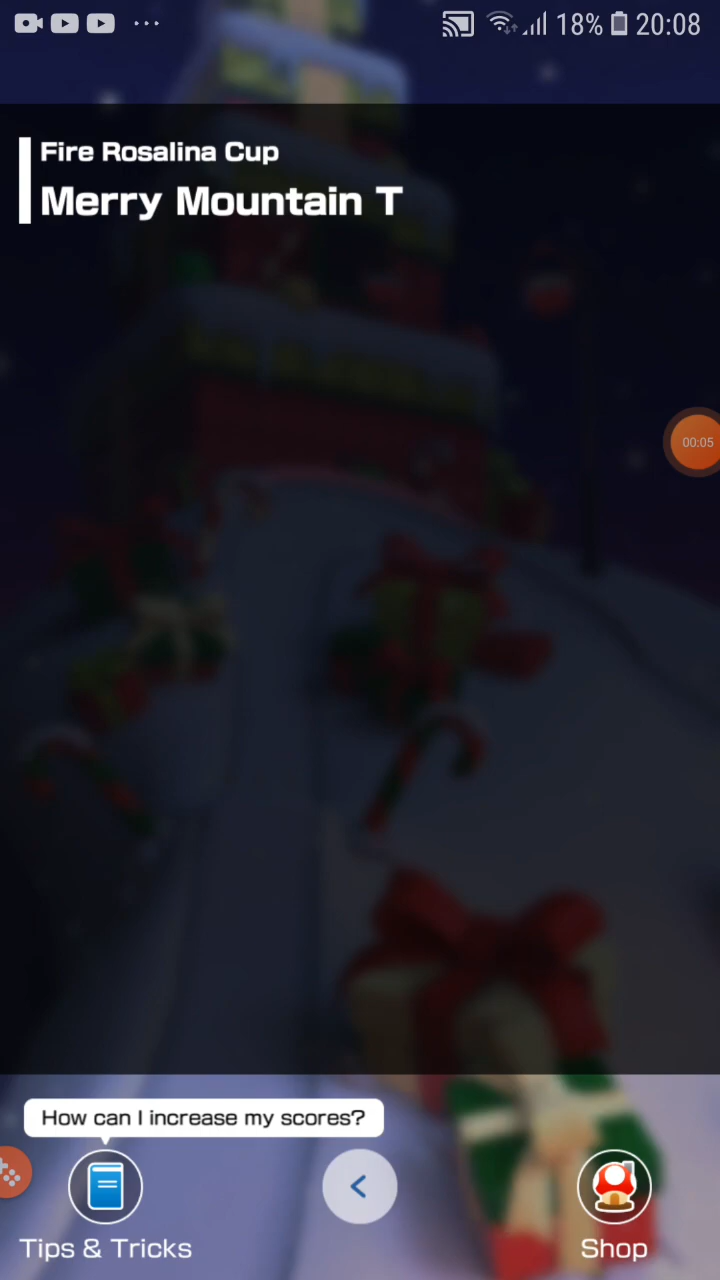 18% 20:08
Fire Rosalina Cup
Merry Mountain T
00:05
How can I increase my scores?
Tips & Tricks
Shop